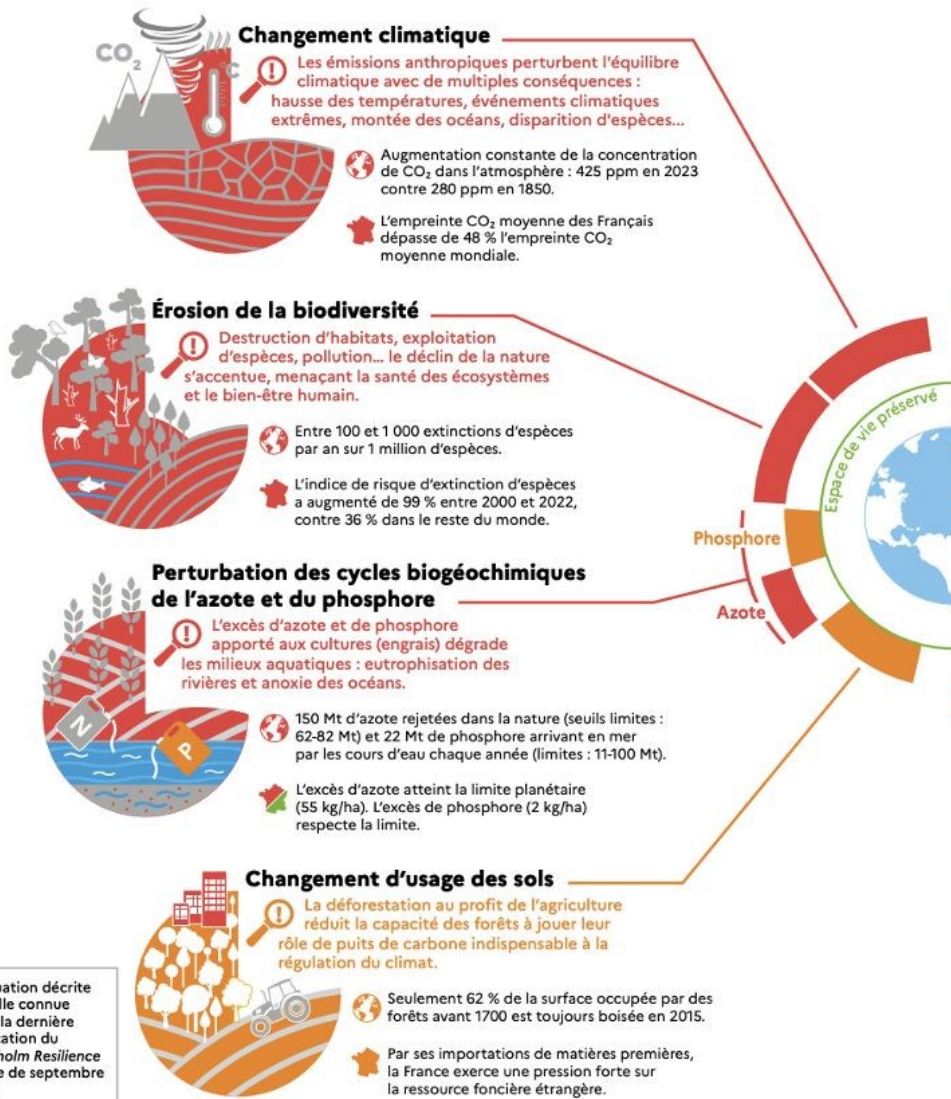 CO₂
°C
Changement climatique
Les émissions anthropiques perturbent l'équilibre
climatique avec de multiples conséquences :
hausse des températures, événements climatiques
extrêmes, montée des océans, disparition d'espèces...
Augmentation constante de la concentration
de CO₂ dans l'atmosphère : 425 ppm en 2023
contre 280 ppm en 1850.
L'empreinte CO₂ moyenne des Français
dépasse de 48 % l'empreinte CO₂
moyenne mondiale.
Érosion de la biodiversité
Destruction d'habitats, exploitation
d'espèces, pollution... le déclin de la nature
s'accentue, menaçant la santé des écosystèmes
et le bien-être humain.
Entre 100 et 1 000 extinctions d'espèces
par an sur 1 million d'espèces.
L'indice de risque d'extinction d'espèces
a augmenté de 99 % entre 2000 et 2022,
contre 36 % dans le reste du monde.
Espace de vie préservé
Phosphore
Azote
Perturbation des cycles biogéochimiques
de l'azote et du phosphore
L'excès d'azote et de phosphore
apporté aux cultures (engrais) dégrade
les milieux aquatiques : eutrophisation des
rivières et anoxie des océans.
N
P
150 Mt d'azote rejetées dans la nature (seuils limites :
62-82 Mt) et 22 Mt de phosphore arrivant en mer
par les cours d'eau chaque année (limites : 11-100 Mt).
L'excès d'azote atteint la limite planétaire
(55 kg/ha). L'excès de phosphore (2 kg/ha)
respecte la limite.
Changement d'usage des sols
La déforestation au profit de l'agriculture
réduit la capacité des forêts à jouer leur
rôle de puits de carbone indispensable à la
régulation du climat.
Seulement 62 % de la surface occupée par des
forêts avant 1700 est toujours boisée en 2015.
Par ses importations de matières premières,
la France exerce une pression forte sur
la ressource foncière étrangère.
décrite
connue
la dernière
du
Resilience
de septembre